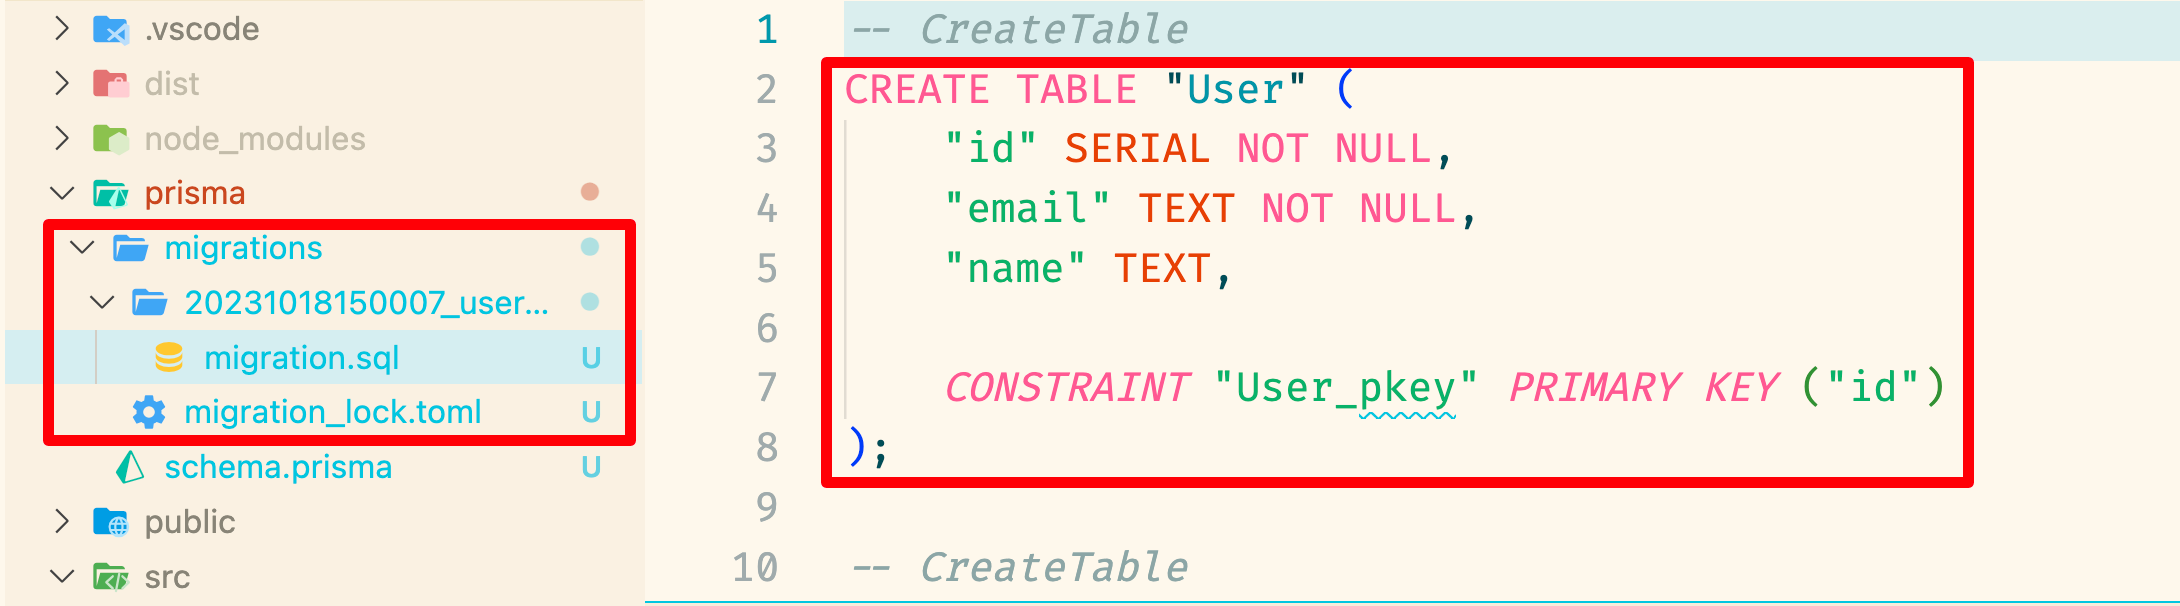 .vscode
dist
node_modules
prisma
migrations
20231018150007_user...
migration.sql U
migration_lock.toml U
schema.prisma U
public
src
1 -- CreateTable
2 CREATE TABLE "User" (
3 "id" SERIAL NOT NULL,
4 "email" TEXT NOT NULL,
5 "name" TEXT,
6
7 CONSTRAINT "User_pkey" PRIMARY KEY ("id")
8 );
9
10 -- CreateTable